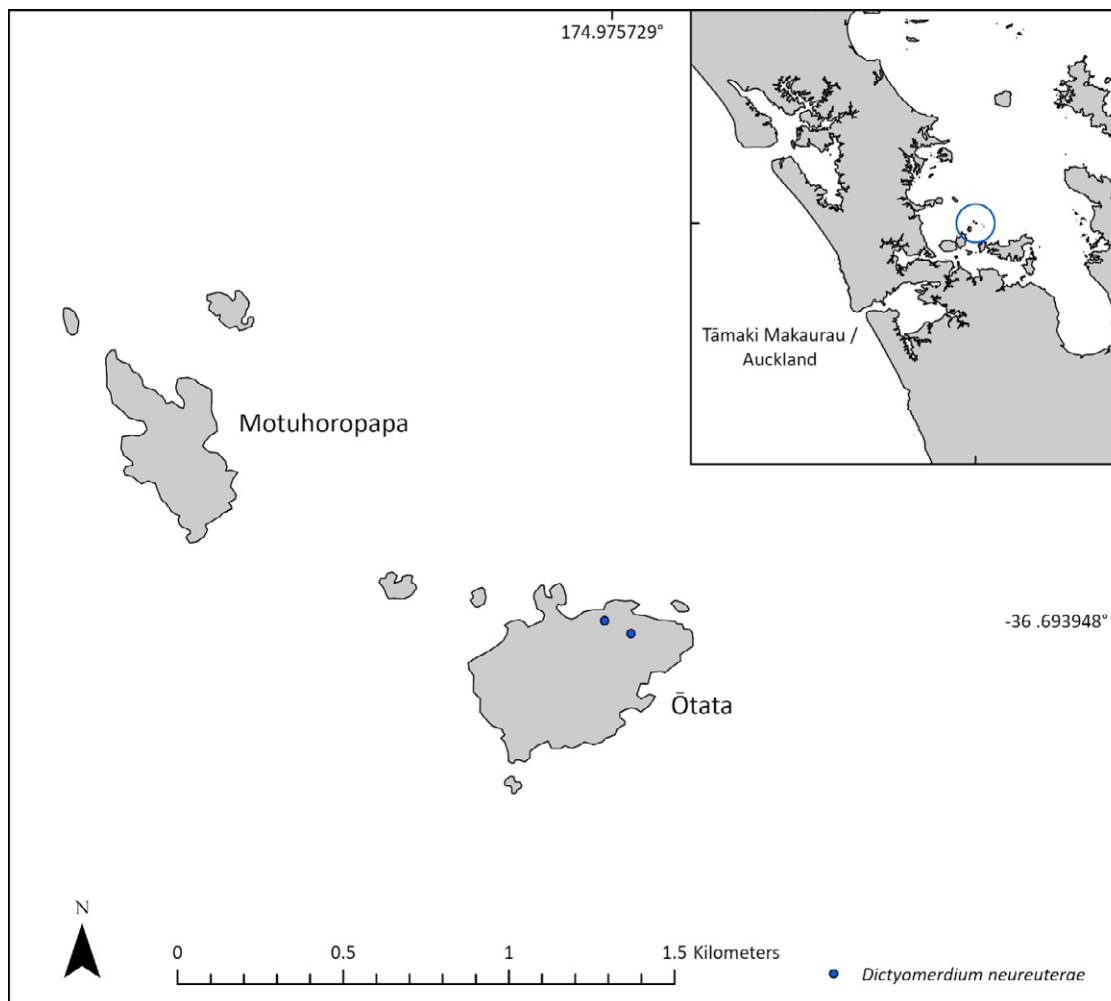 174.975729°
Tāmaki Makaurau /
Auckland
Motuhoropapa
-36 .693948°
Ōtata
N
0 0.5 1 1.5 Kilometers
Dictyomerdium neureuterae